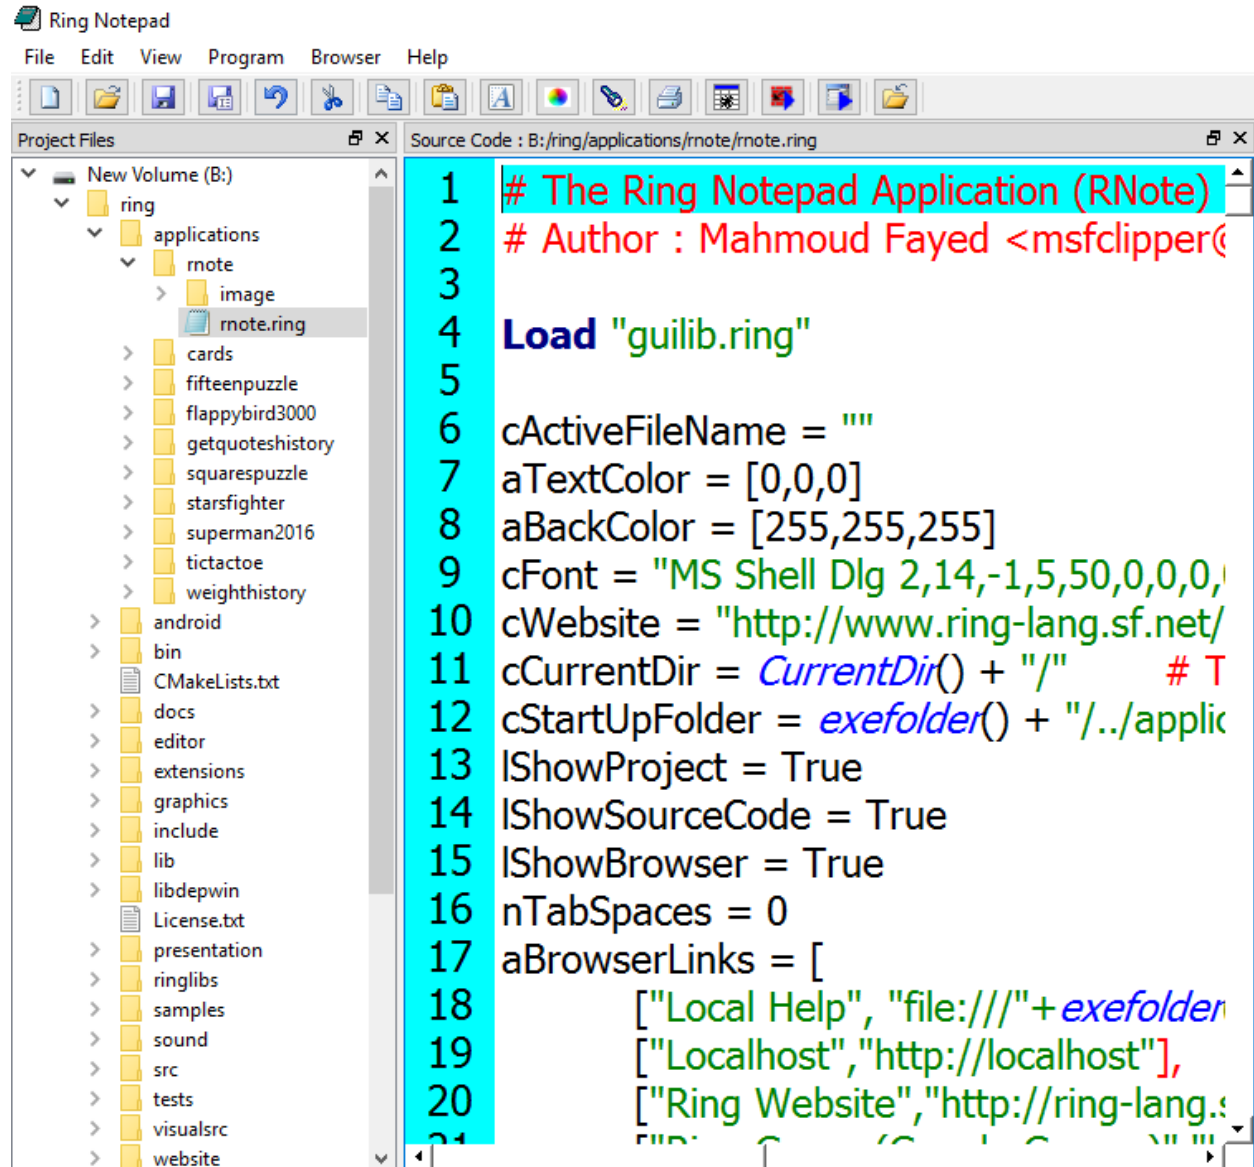 Ring Notepad
File Edit View Program Browser Help
Project Files
Source Code : B:/ring/applications/rnote/rnote.ring
New Volume (B:)
ring
applications
rnote
image
rnote.ring
cards
fifteenpuzzle
flappybird3000
getquoteshistory
squarespuzzle
starsfighter
superman2016
tictactoe
weighthistory
android
bin
CMakeLists.txt
docs
editor
extensions
graphics
include
lib
libdepwin
License.txt
presentation
ringlibs
samples
sound
src
tests
visualsrc
website
1 # The Ring Notepad Application (RNote)
2 # Author : Mahmoud Fayed <msfclipper@
3
4 Load "guilib.ring"
5
6 cActiveFileName = ""
7 aTextColor = [0,0,0]
8 aBackColor = [255,255,255]
9 cFont = "MS Shell Dlg 2,14,-1,5,50,0,0,0,
10 cWebsite = "http://www.ring-lang.sf.net/
11 cCurrentDir = CurrentDir() + "/" # T
12 cStartUpFolder = exefolder() + "/../applic
13 lShowProject = True
14 lShowSourceCode = True
15 lShowBrowser = True
16 nTabSpaces = 0
17 aBrowserLinks = [
18 ["Local Help", "file:///"+exefolder
19 ["Localhost","http://localhost"],
20 ["Ring Website","http://ring-lang.s